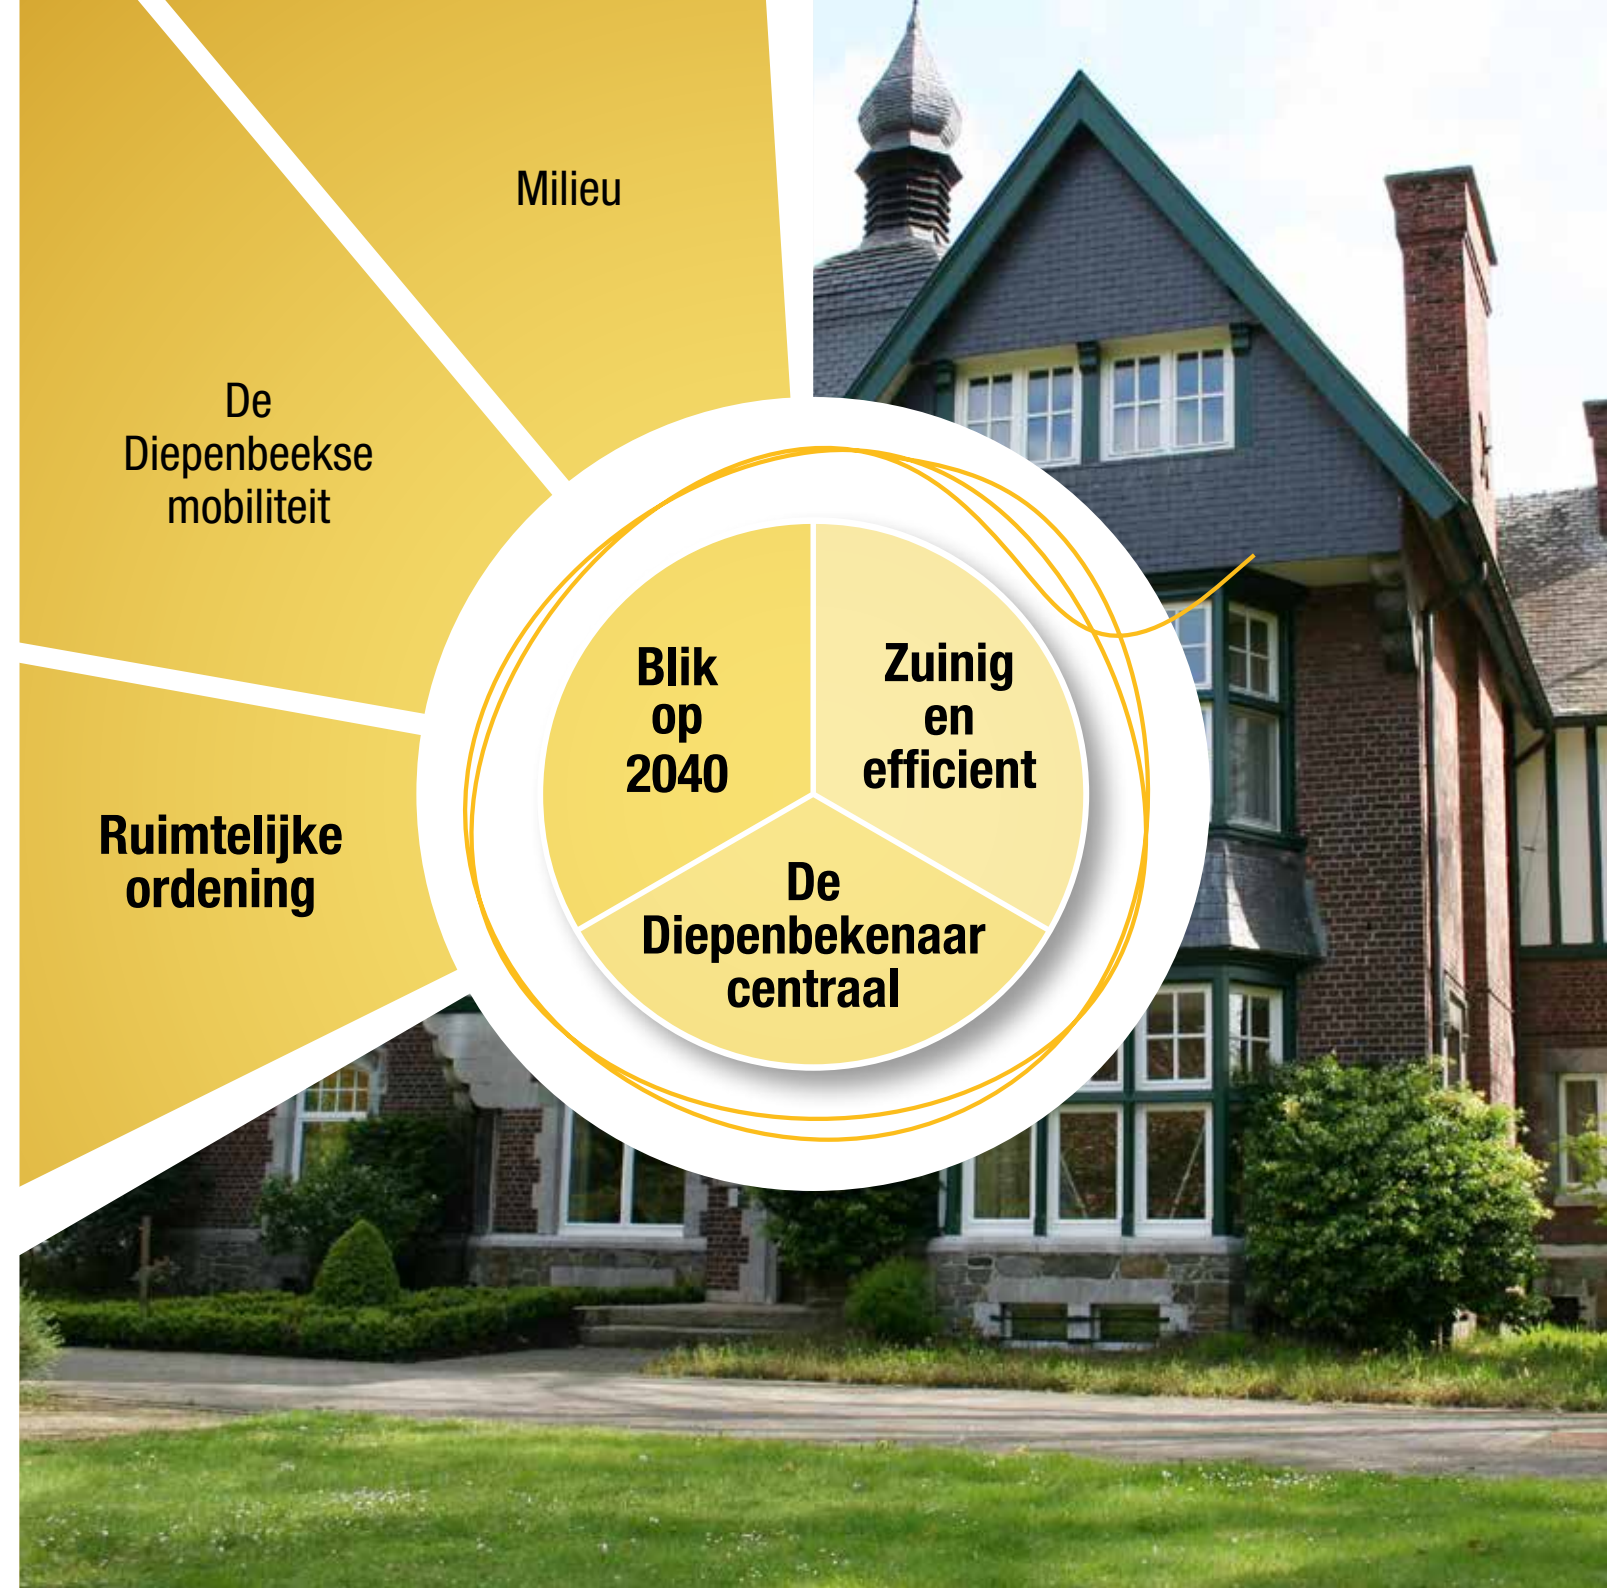 Milieu
De
Diepenbeekse
mobiliteit
Ruimtelijke
ordening
Blik
op
2040
Zuinig
en
efficient
De
Diepenbekenaar
centraal